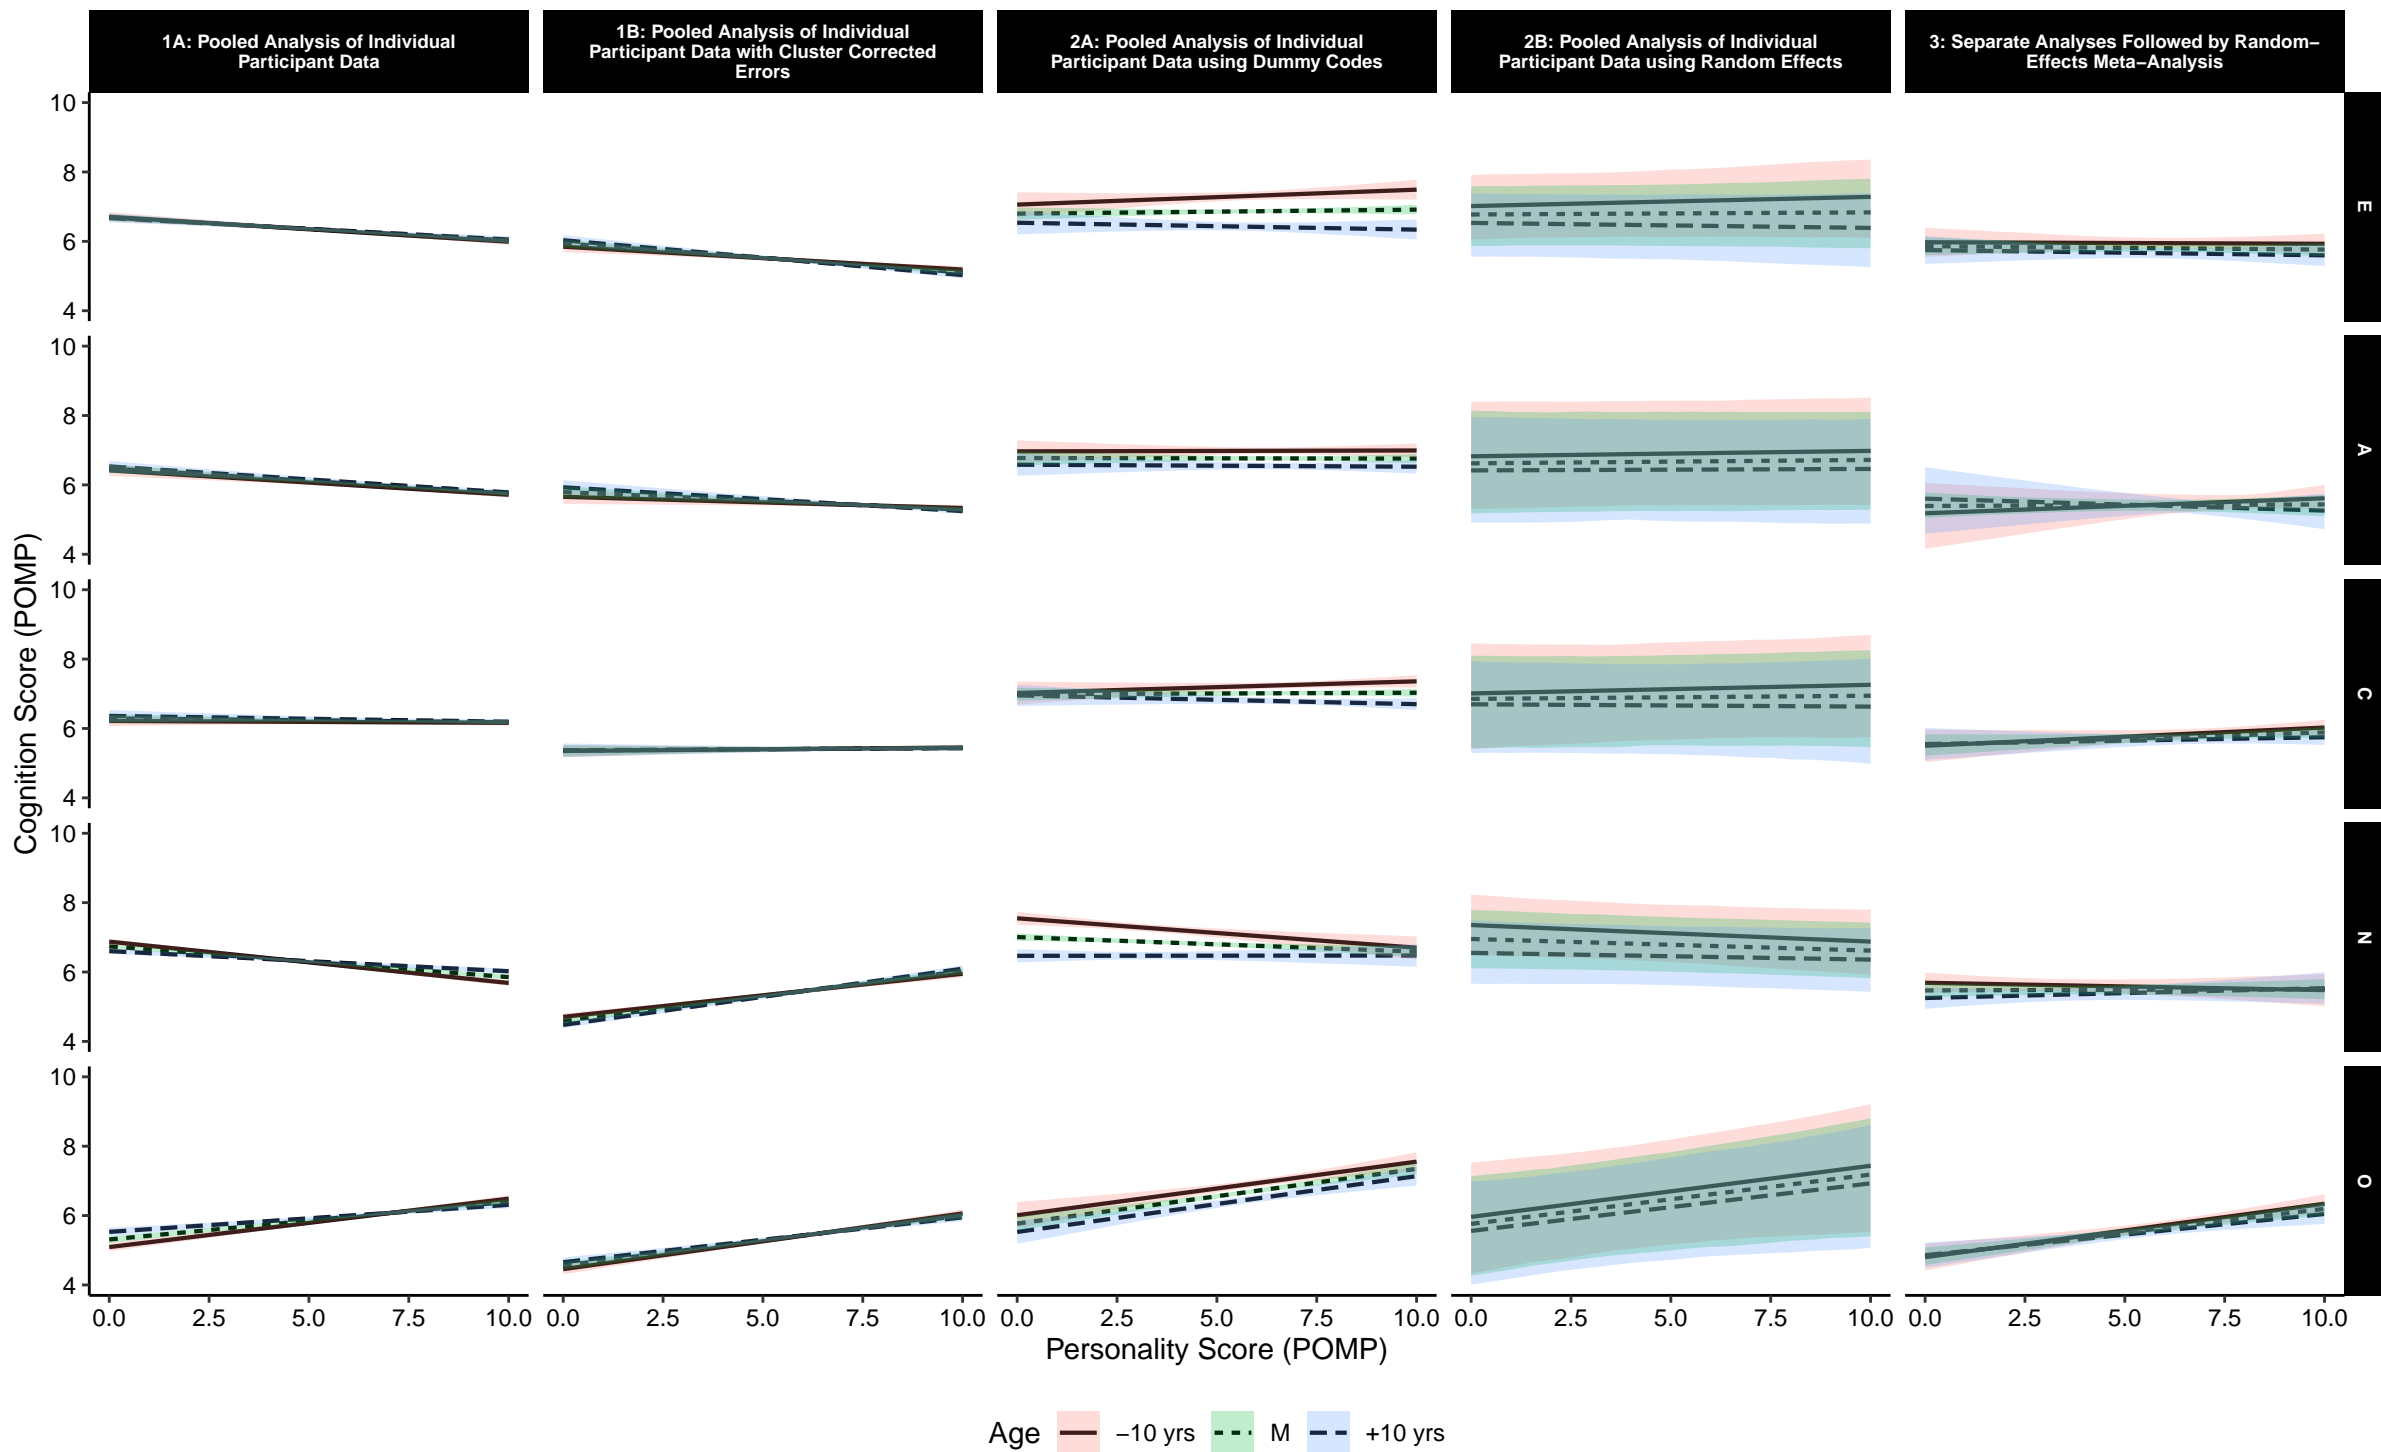 1A: Pooled Analysis of Individual
Participant Data
1B: Pooled Analysis of Individual
Participant Data with Cluster Corrected
Errors
2A: Pooled Analysis of Individual
Participant Data using Dummy Codes
2B: Pooled Analysis of Individual
Participant Data using Random Effects
3: Separate Analyses Followed by Random−
Effects Meta−Analysis
Cognition Score (POMP)
10
8
6
4
E
10
8
6
4
A
10
8
6
4
C
10
8
6
4
N
10
8
6
4
O
0.0 2.5 5.0 7.5 10.0 0.0 2.5 5.0 7.5 10.0 0.0 2.5 5.0 7.5 10.0 0.0 2.5 5.0 7.5 10.0 0.0 2.5 5.0 7.5 10.0
Personality Score (POMP)
Age −10 yrs M +10 yrs